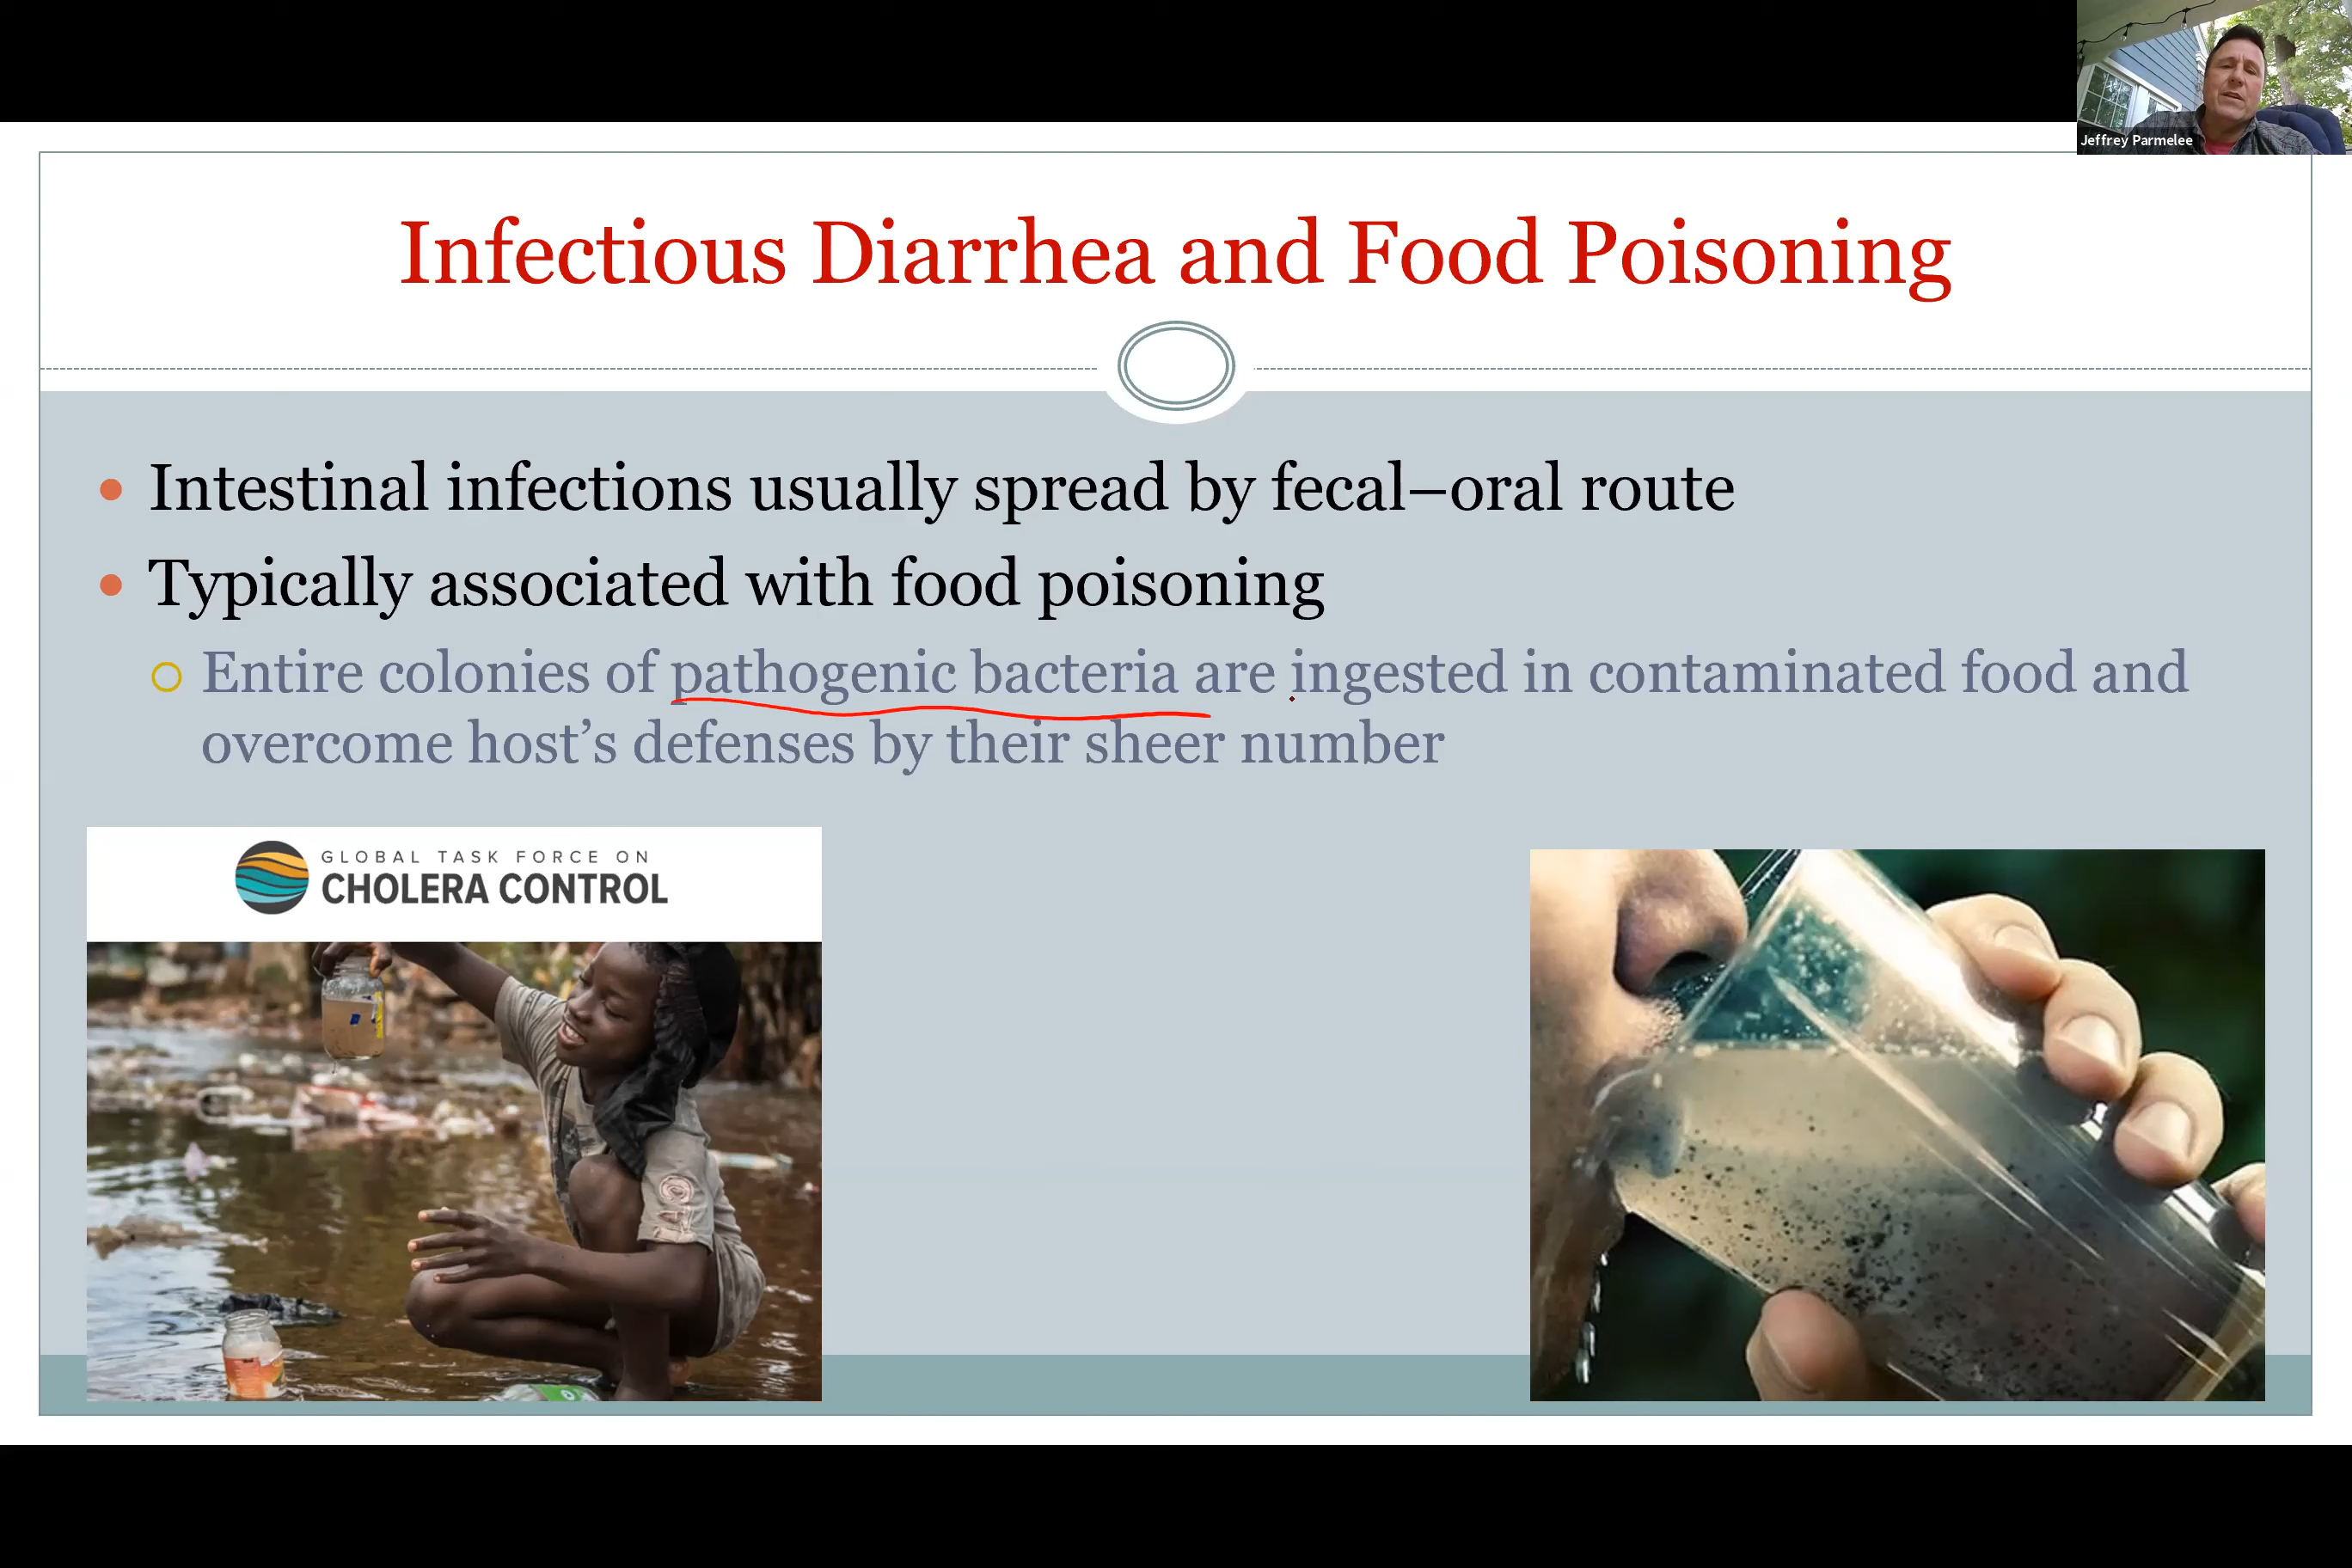 Jeffrey Parmelee
Infectious Diarrhea and Food Poisoning
Intestinal infections usually spread by fecal–oral route
Typically associated with food poisoning
Entire colonies of pathogenic bacteria are ingested in contaminated food and
overcome host’s defenses by their sheer number
GLOBAL TASK FORCE ON
CHOLERA CONTROL